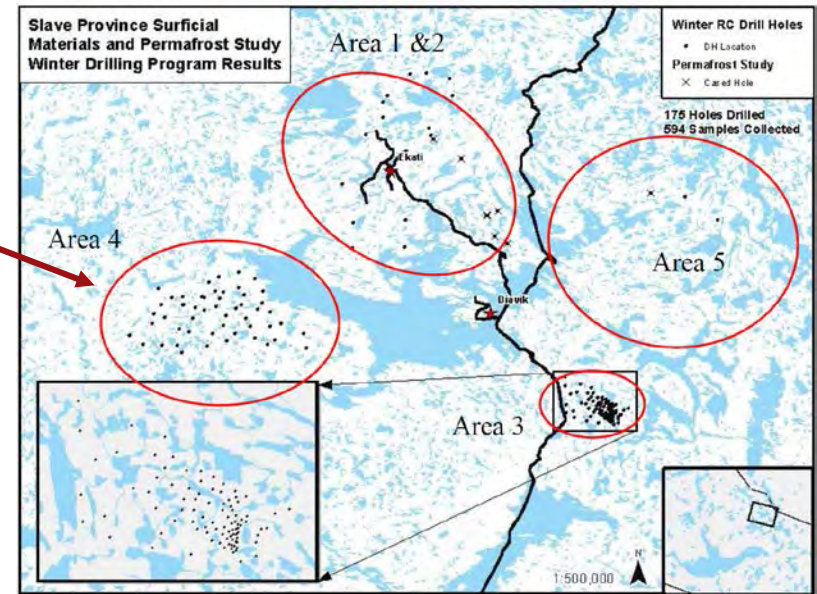 Slave Province Surficial
Materials and Permafrost Study
Winter Drilling Program Results
Area 1 &2
Winter RC Drill Holes
DH Location
Permafrost Study
Cased Hole
175 Holes Drilled
594 Samples Collected
Ekati
Area 4
Area 5
Diavik
Area 3
N
1:500,000